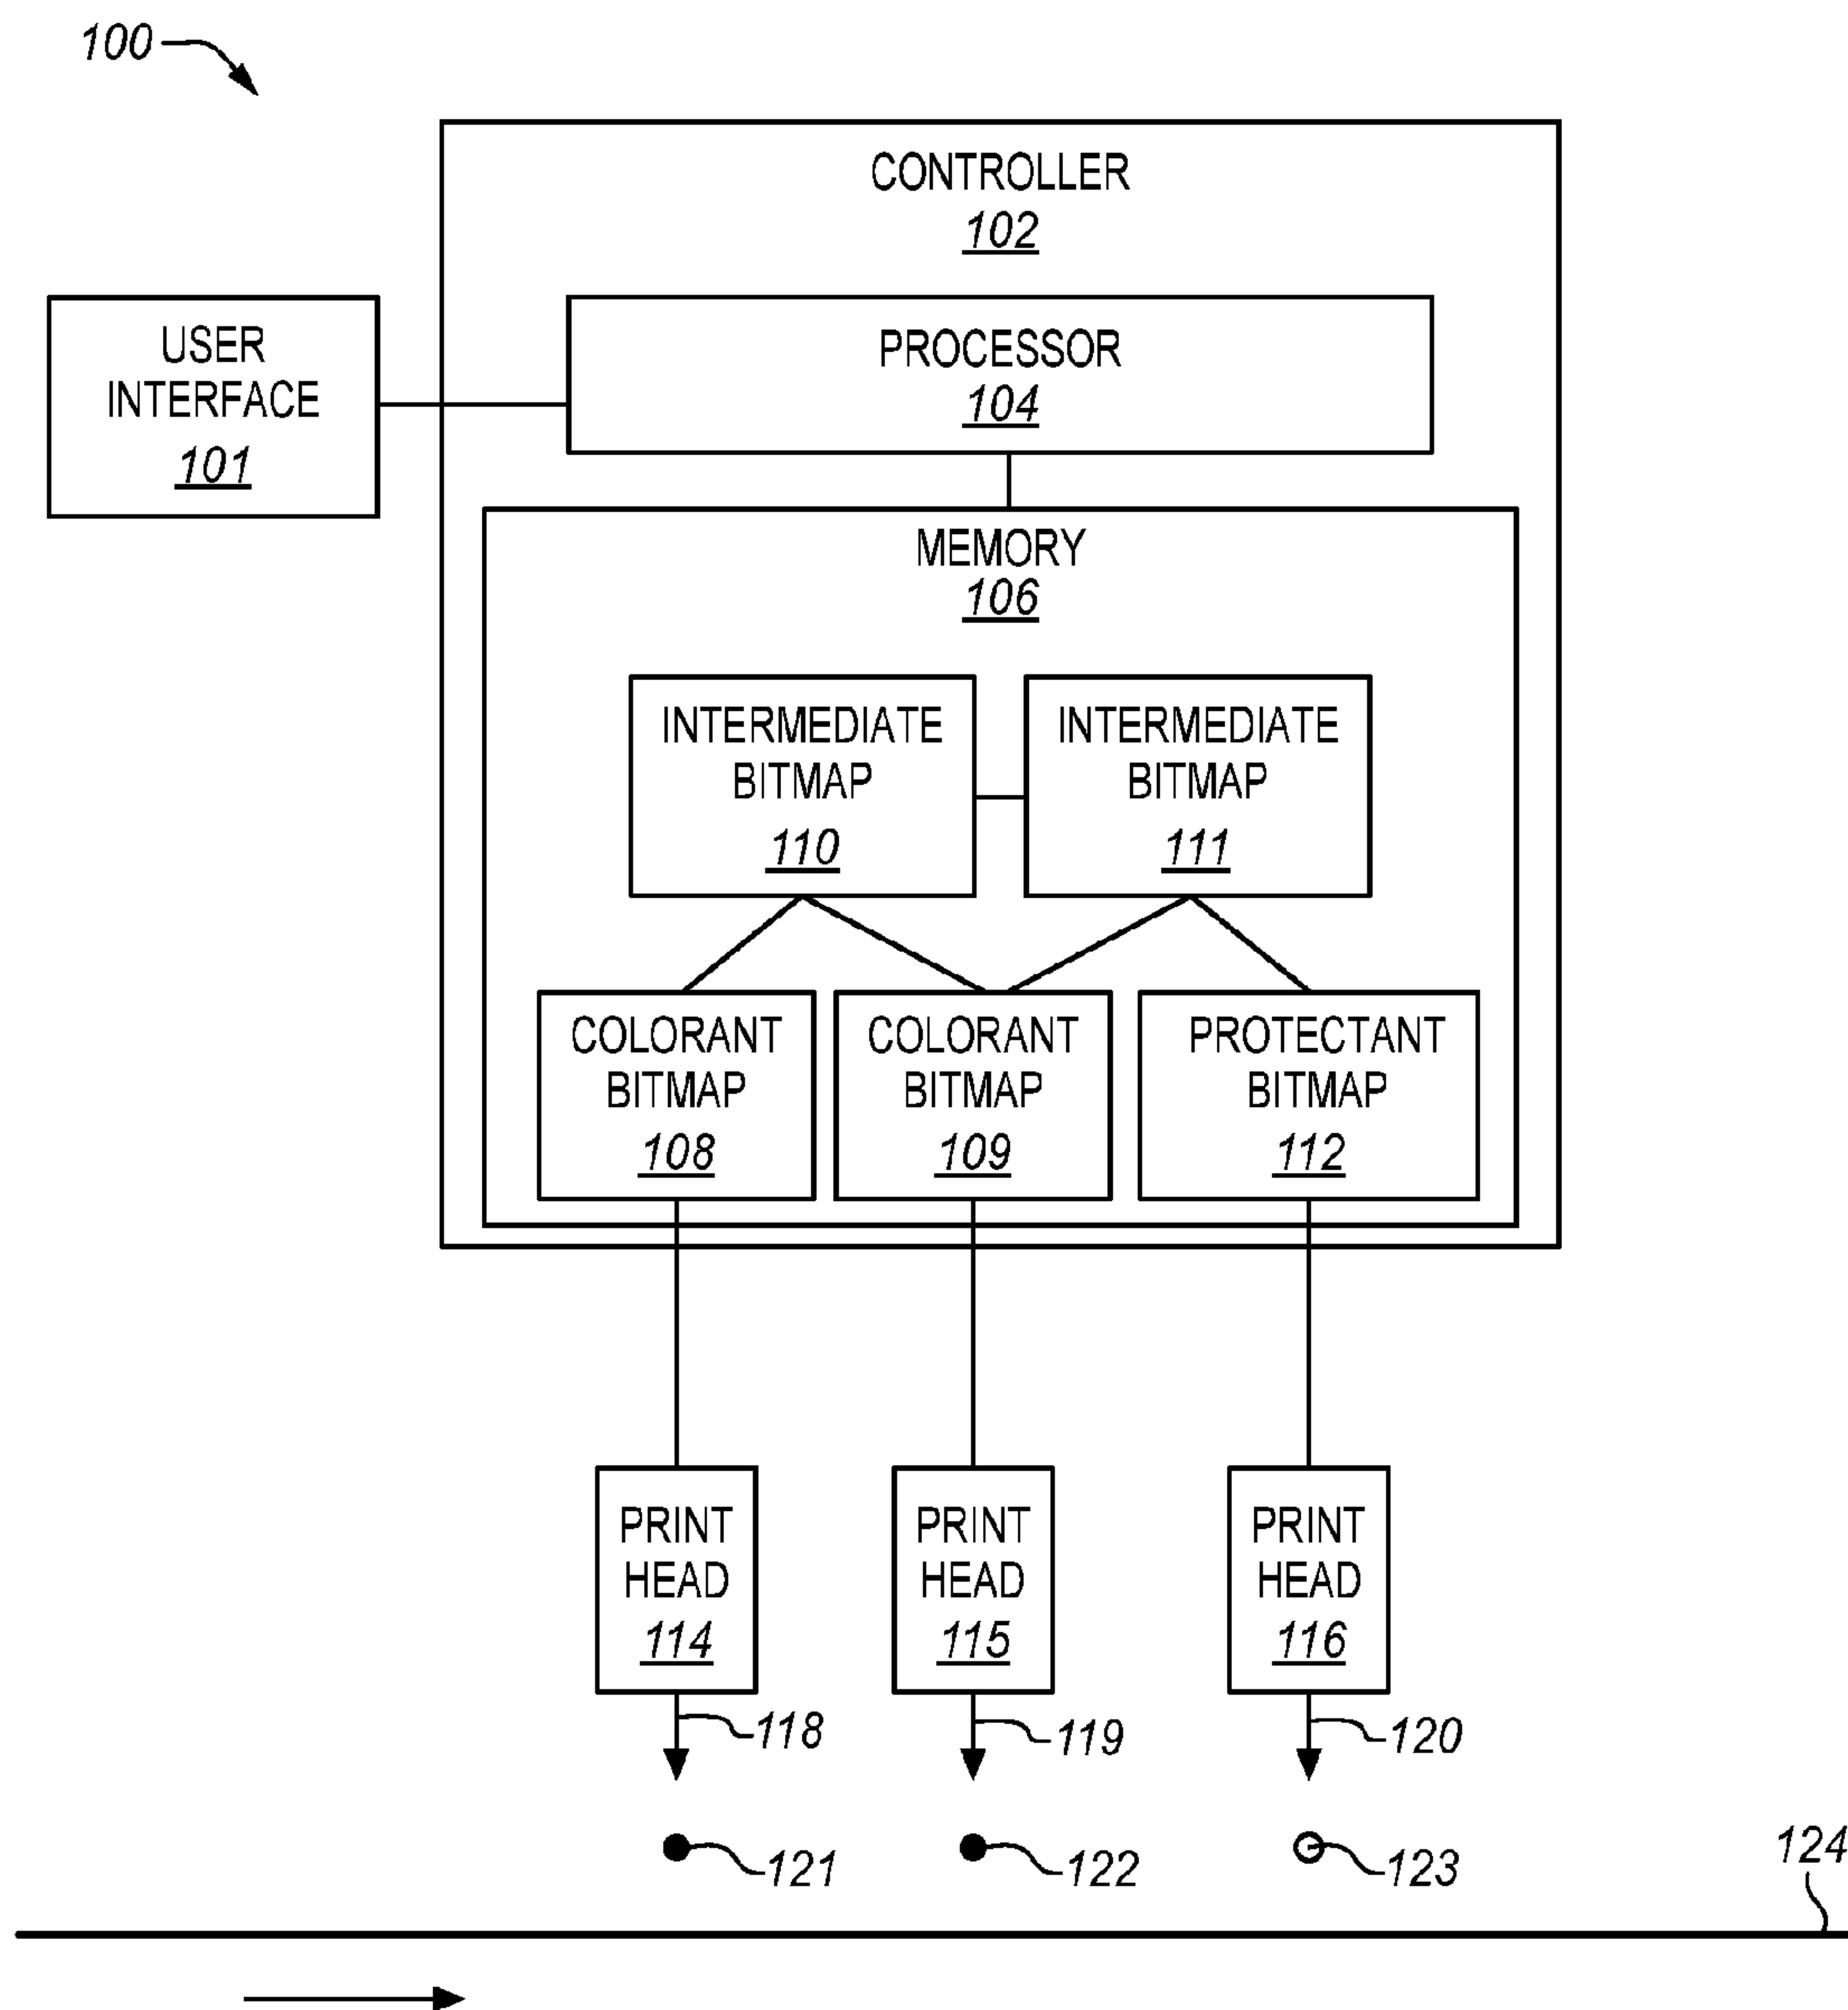 100
CONTROLLER
102
USER
INTERFACE
101
PROCESSOR
104
MEMORY
106
INTERMEDIATE
BITMAP
110
INTERMEDIATE
BITMAP
111
COLORANT
BITMAP
108
COLORANT
BITMAP
109
PROTECTANT
BITMAP
112
PRINT
HEAD
114
PRINT
HEAD
115
PRINT
HEAD
116
118
119
120
121
122
123
124